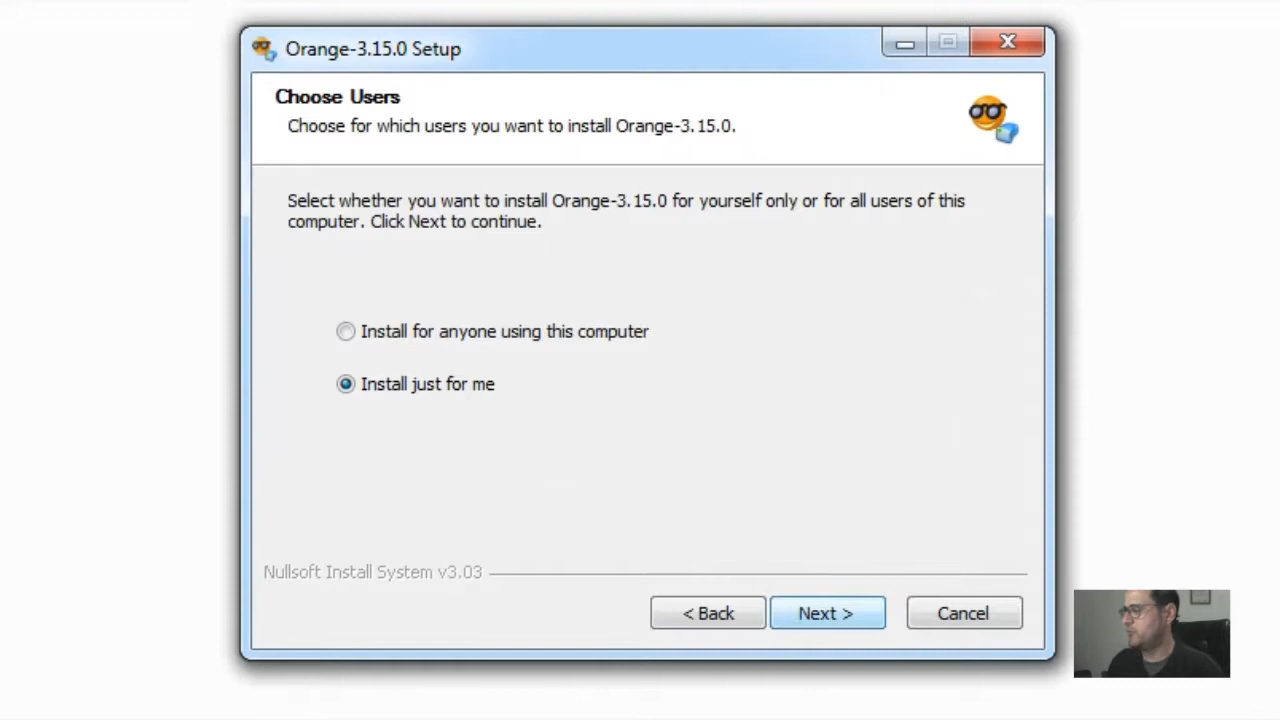 Orange-3.15.0 Setup
Choose Users
Choose for which users you want to install Orange-3.15.0.
Select whether you want to install Orange-3.15.0 for yourself only or for all users of this
computer. Click Next to continue.
Install for anyone using this computer
Install just for me
Nullsoft Install System v3.03
< Back
Next >
Cancel